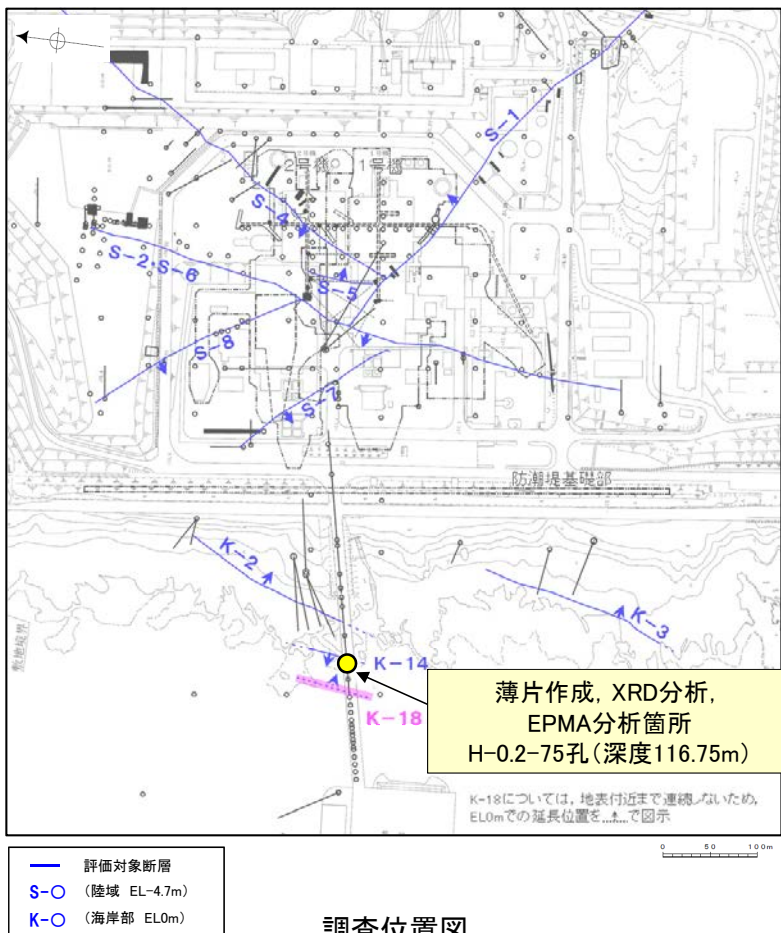 S-1
2号機
1号機
S-4
S-2・S-6
S-5
S-8
S-7
防潮堤基礎部
K-2
K-3
敷地境界
K-14
K-18
薄片作成, XRD分析,
EPMA分析箇所
H-0.2-75孔(深度116.75m)
K-18については, 地表付近まで連続しないため,
EL0mでの延長位置を で図示
0 50 100m
評価対象断層
S-○ (陸域 EL-4.7m)
K-○ (海岸部 EL0m)
調査位置図